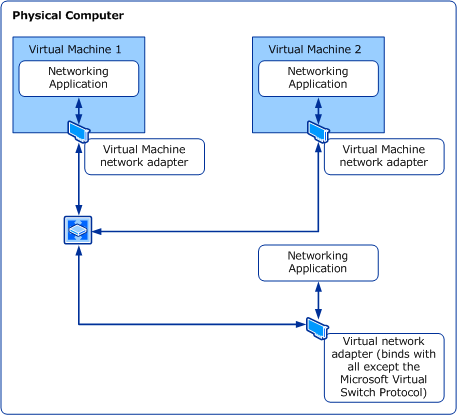 Physical Computer
Virtual Machine 1
Virtual Machine 2
Networking
Application
Networking
Application
Virtual Machine
network adapter
Virtual Machine
network adapter
Networking
Application
Virtual network
adapter (binds with
all except the
Microsoft Virtual
Switch Protocol)